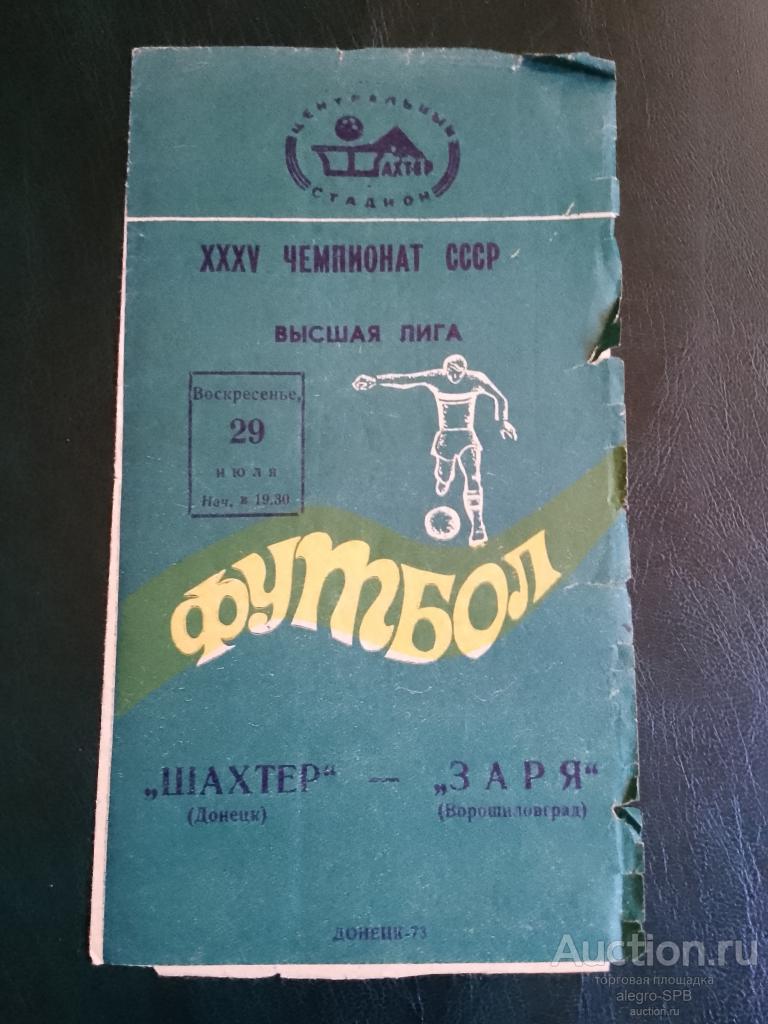 ЦЕНТРАЛЬНЫЙ
ШАХТЕР
СТАДИОН
XXXV ЧЕМПИОНАТ СССР
ВЫСШАЯ ЛИГА
Воскресенье,
29
июля
Нач. в 19.30
ФУТБОЛ
„ШАХТЕР“ — „ЗАРЯ“
(Донецк) (Ворошиловград)
ДОНЕЦК-73
Auction.ru
торговая площадка
alegro-SPB
auction.ru